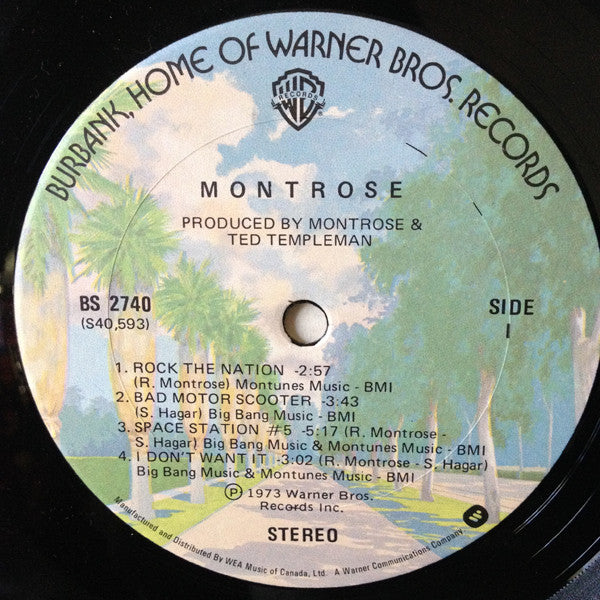 BURBANK, HOME OF WARNER BROS. RECORDS
RECORDS
MONTROSE
PRODUCED BY MONTROSE &
TED TEMPLEMAN
BS 2740
(S40,593)
SIDE
I
1. ROCK THE NATION -2:57
(R. Montrose) Montunes Music - BMI
2. BAD MOTOR SCOOTER -3:43
(S. Hagar) Big Bang Music - BMI
3. SPACE STATION #5 -5:17 (R. Montrose -
S. Hagar) Big Bang Music & Montunes Music - BMI
4. I DON'T WANT IT -3:02 (R. Montrose - S. Hagar)
Big Bang Music & Montunes Music - BMI
Ⓟ 1973 Warner Bros.
Records Inc.
STEREO
Manufactured and Distributed By WEA Music of Canada, Ltd. A Warner Communications Company.